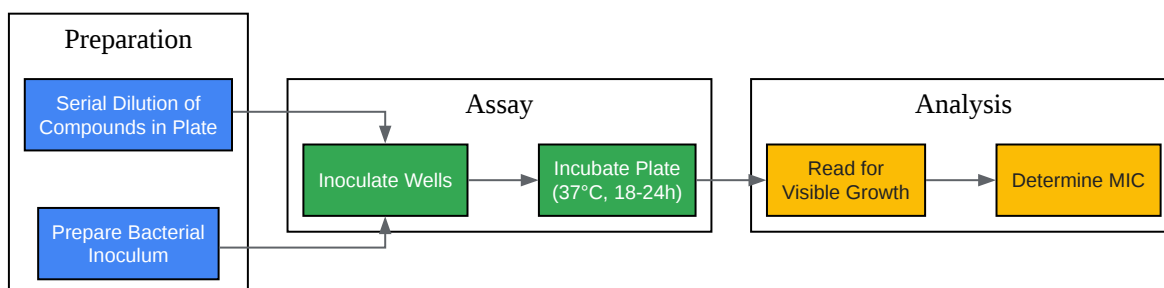 Preparation
Serial Dilution of
Compounds in Plate
Prepare Bacterial
Inoculum
Assay
Inoculate Wells
Incubate Plate
(37°C, 18-24h)
Analysis
Read for
Visible Growth
Determine MIC